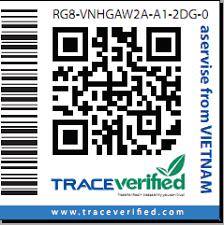 RG8-VNHGAW2A-A1-2DG-0
aservise from VIETNAM
TRACEverified
www.traceverified.com